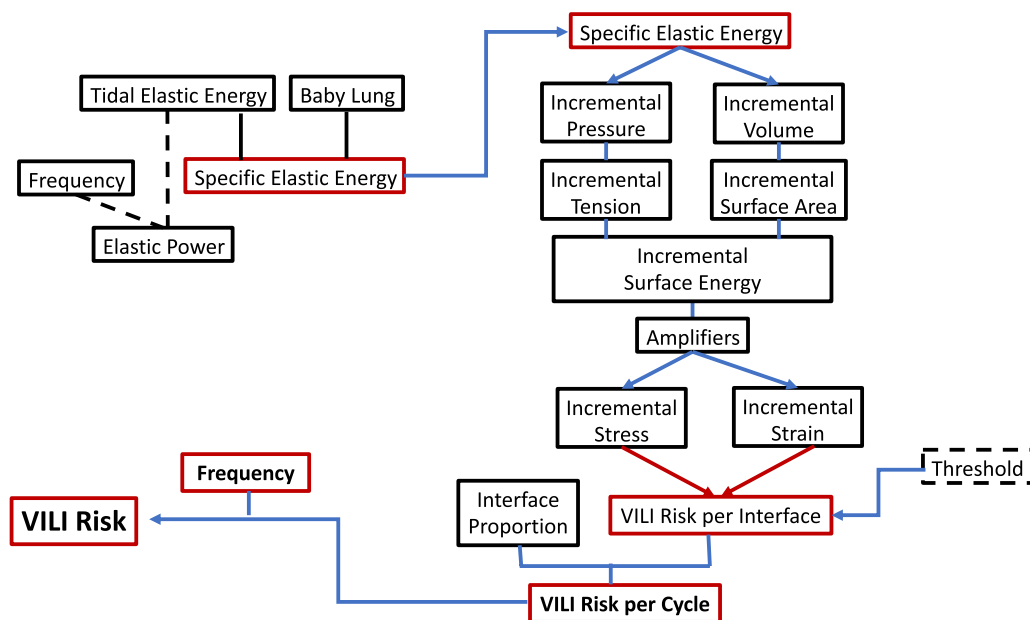 Specific Elastic Energy
Tidal Elastic Energy
Baby Lung
Incremental
Pressure
Incremental
Volume
Frequency
Specific Elastic Energy
Incremental
Tension
Incremental
Surface Area
Elastic Power
Incremental
Surface Energy
Amplifiers
Incremental
Stress
Incremental
Strain
Frequency
Threshold
VILI Risk
Interface
Proportion
VILI Risk per Interface
VILI Risk per Cycle